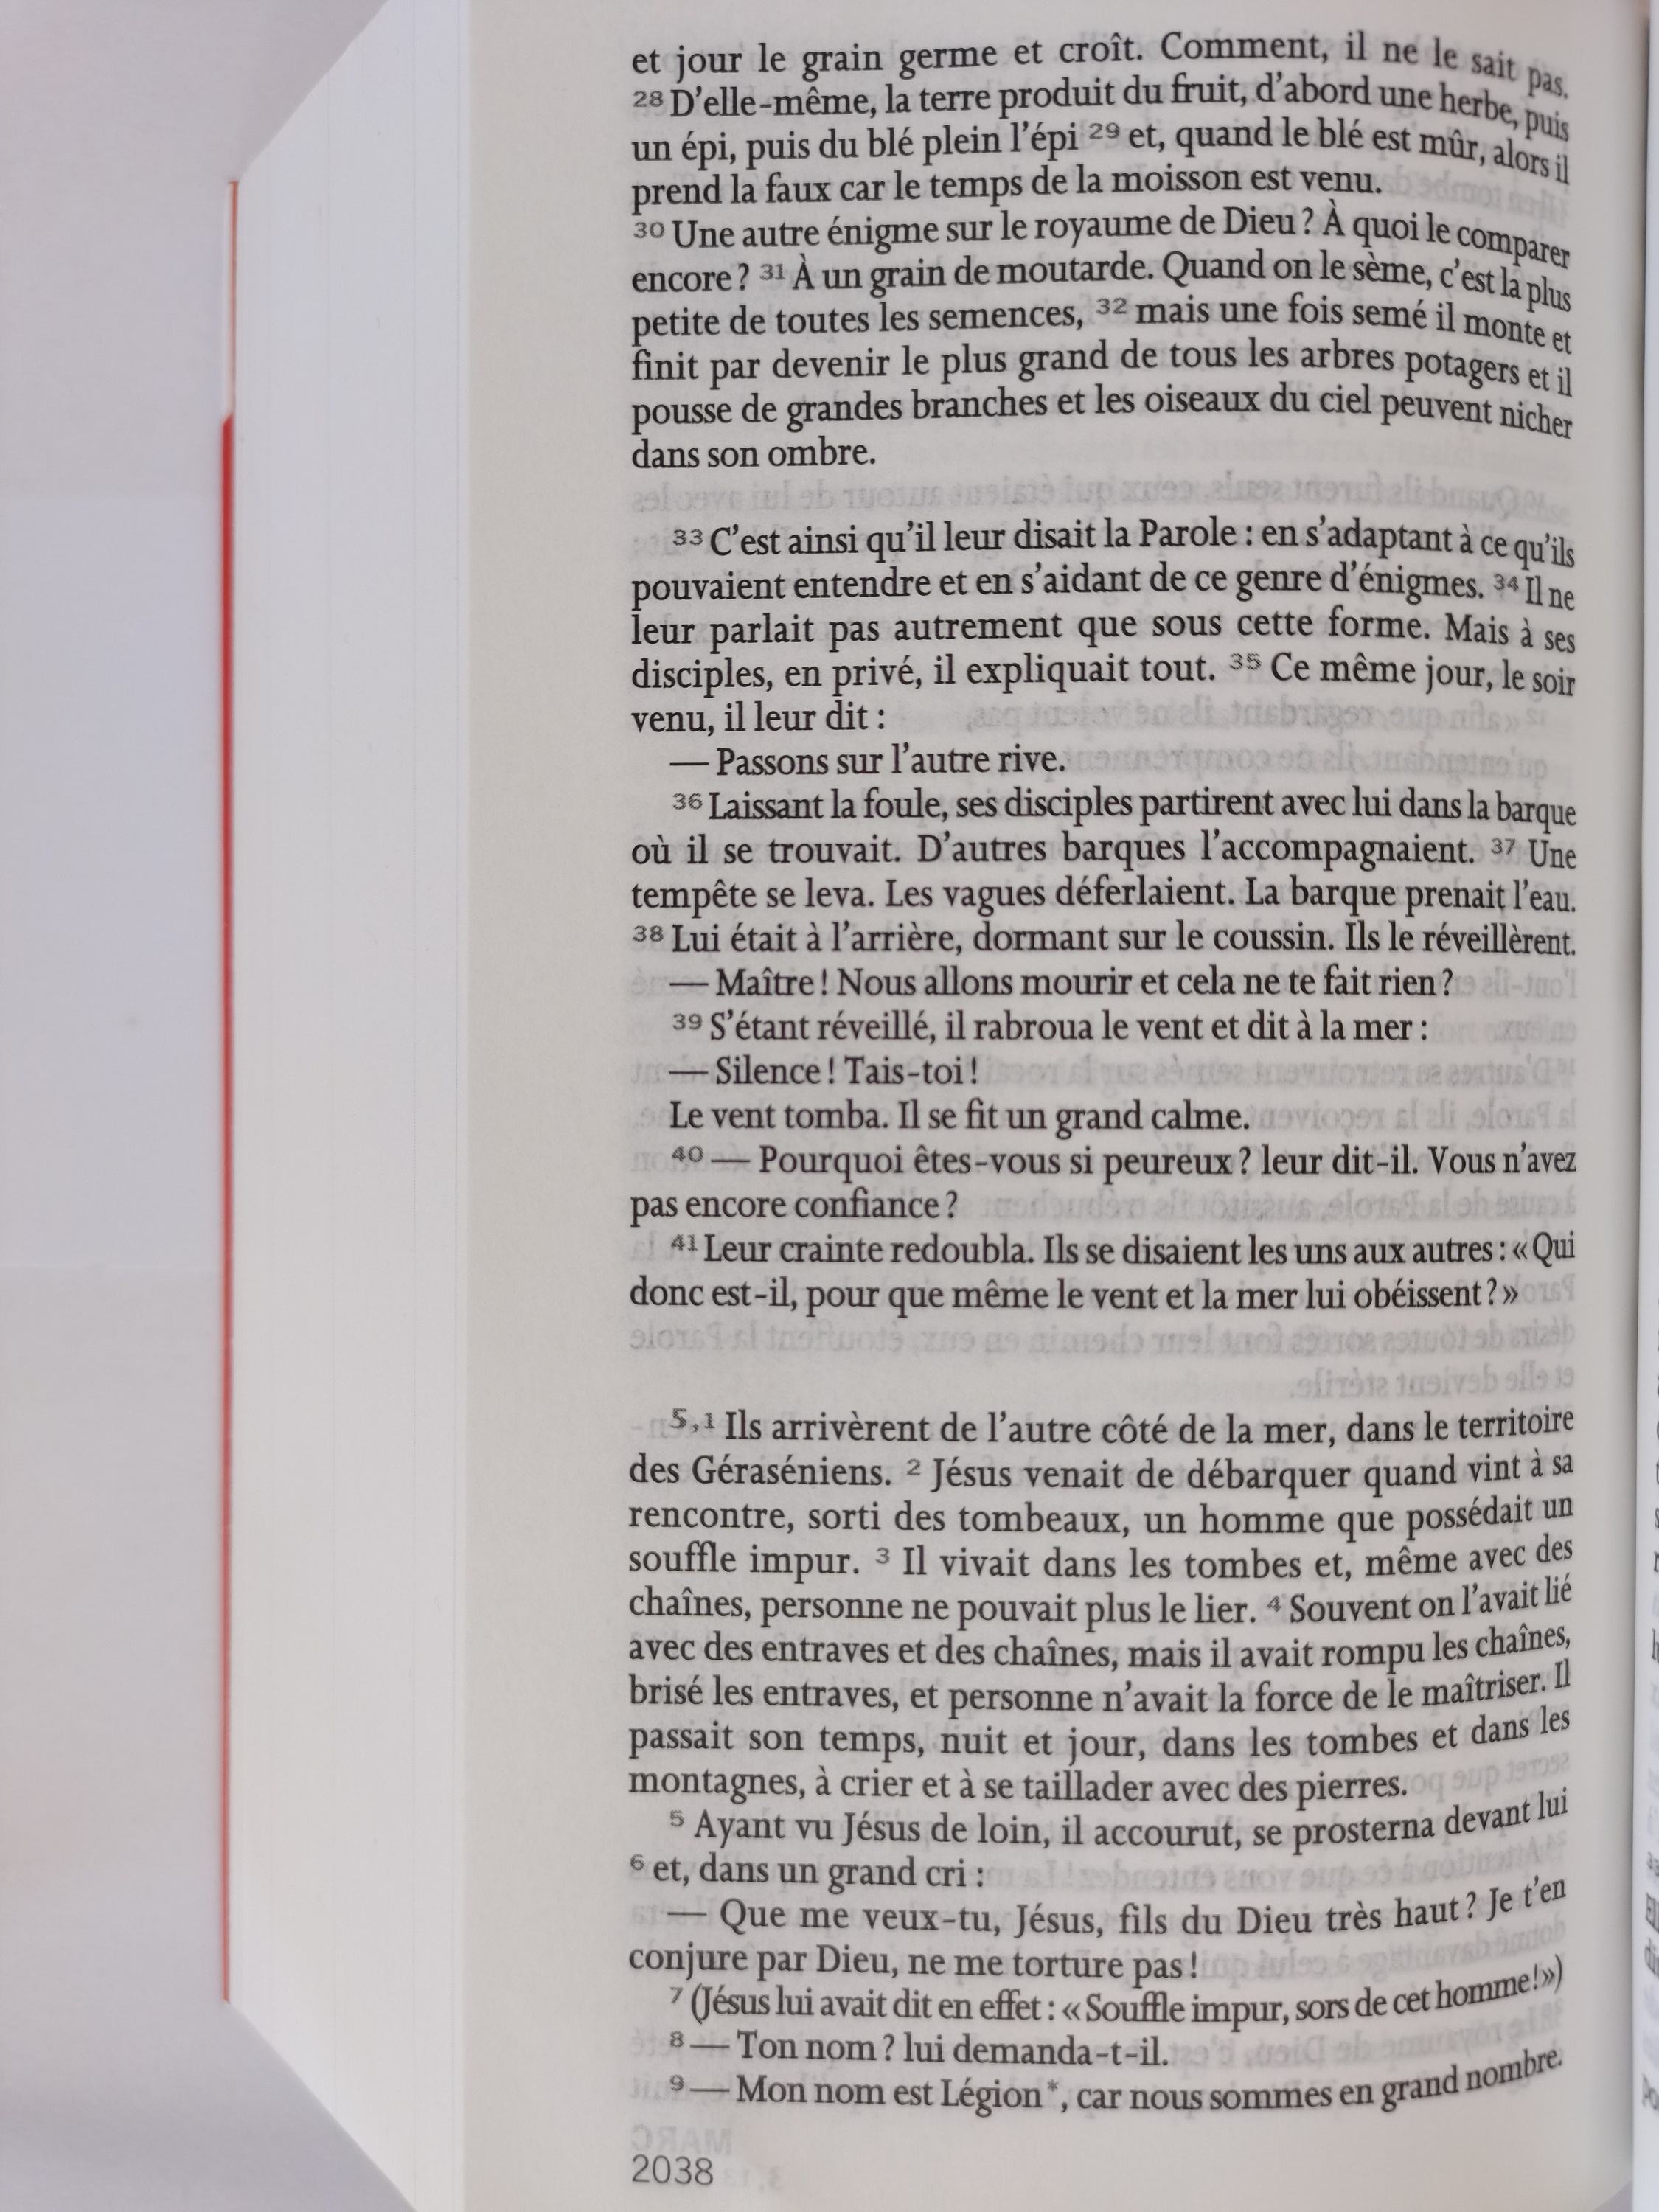 et jour le grain germe et croît. Comment, il ne le sait pas.
28 D'elle-même, la terre produit du fruit, d'abord une herbe, puis
un épi, puis du blé plein l'épi 29 et, quand le blé est mûr, alors il
prend la faux car le temps de la moisson est venu.
30 Une autre énigme sur le royaume de Dieu ? À quoi le comparer
encore ? 31 À un grain de moutarde. Quand on le sème, c'est la plus
petite de toutes les semences, 32 mais une fois semé il monte et
finit par devenir le plus grand de tous les arbres potagers et il
pousse de grandes branches et les oiseaux du ciel peuvent nicher
dans son ombre.
33 C'est ainsi qu'il leur disait la Parole : en s'adaptant à ce qu'ils
pouvaient entendre et en s'aidant de ce genre d'énigmes. 34 Il ne
leur parlait pas autrement que sous cette forme. Mais à ses
disciples, en privé, il expliquait tout. 35 Ce même jour, le soir
venu, il leur dit :
— Passons sur l'autre rive.
36 Laissant la foule, ses disciples partirent avec lui dans la barque
où il se trouvait. D'autres barques l'accompagnaient. 37 Une
tempête se leva. Les vagues déferlaient. La barque prenait l'eau.
38 Lui était à l'arrière, dormant sur le coussin. Ils le réveillèrent.
— Maître ! Nous allons mourir et cela ne te fait rien ?
39 S'étant réveillé, il rabroua le vent et dit à la mer :
— Silence ! Tais-toi !
Le vent tomba. Il se fit un grand calme.
40 — Pourquoi êtes-vous si peureux ? leur dit-il. Vous n'avez
pas encore confiance ?
41 Leur crainte redoubla. Ils se disaient les uns aux autres : « Qui
donc est-il, pour que même le vent et la mer lui obéissent ? »
5,1 Ils arrivèrent de l'autre côté de la mer, dans le territoire
des Géraséniens. 2 Jésus venait de débarquer quand vint à sa
rencontre, sorti des tombeaux, un homme que possédait un
souffle impur. 3 Il vivait dans les tombes et, même avec des
chaînes, personne ne pouvait plus le lier. 4 Souvent on l'avait lié
avec des entraves et des chaînes, mais il avait rompu les chaînes,
brisé les entraves, et personne n'avait la force de le maîtriser. Il
passait son temps, nuit et jour, dans les tombes et dans les
montagnes, à crier et à se taillader avec des pierres.
5 Ayant vu Jésus de loin, il accourut, se prosterna devant lui
6 et, dans un grand cri :
— Que me veux-tu, Jésus, fils du Dieu très haut ? Je t'en
conjure par Dieu, ne me torture pas !
7 (Jésus lui avait dit en effet : « Souffle impur, sors de cet homme ! »)
8 — Ton nom ? lui demanda-t-il.
9 — Mon nom est Légion*, car nous sommes en grand nombre.
2038